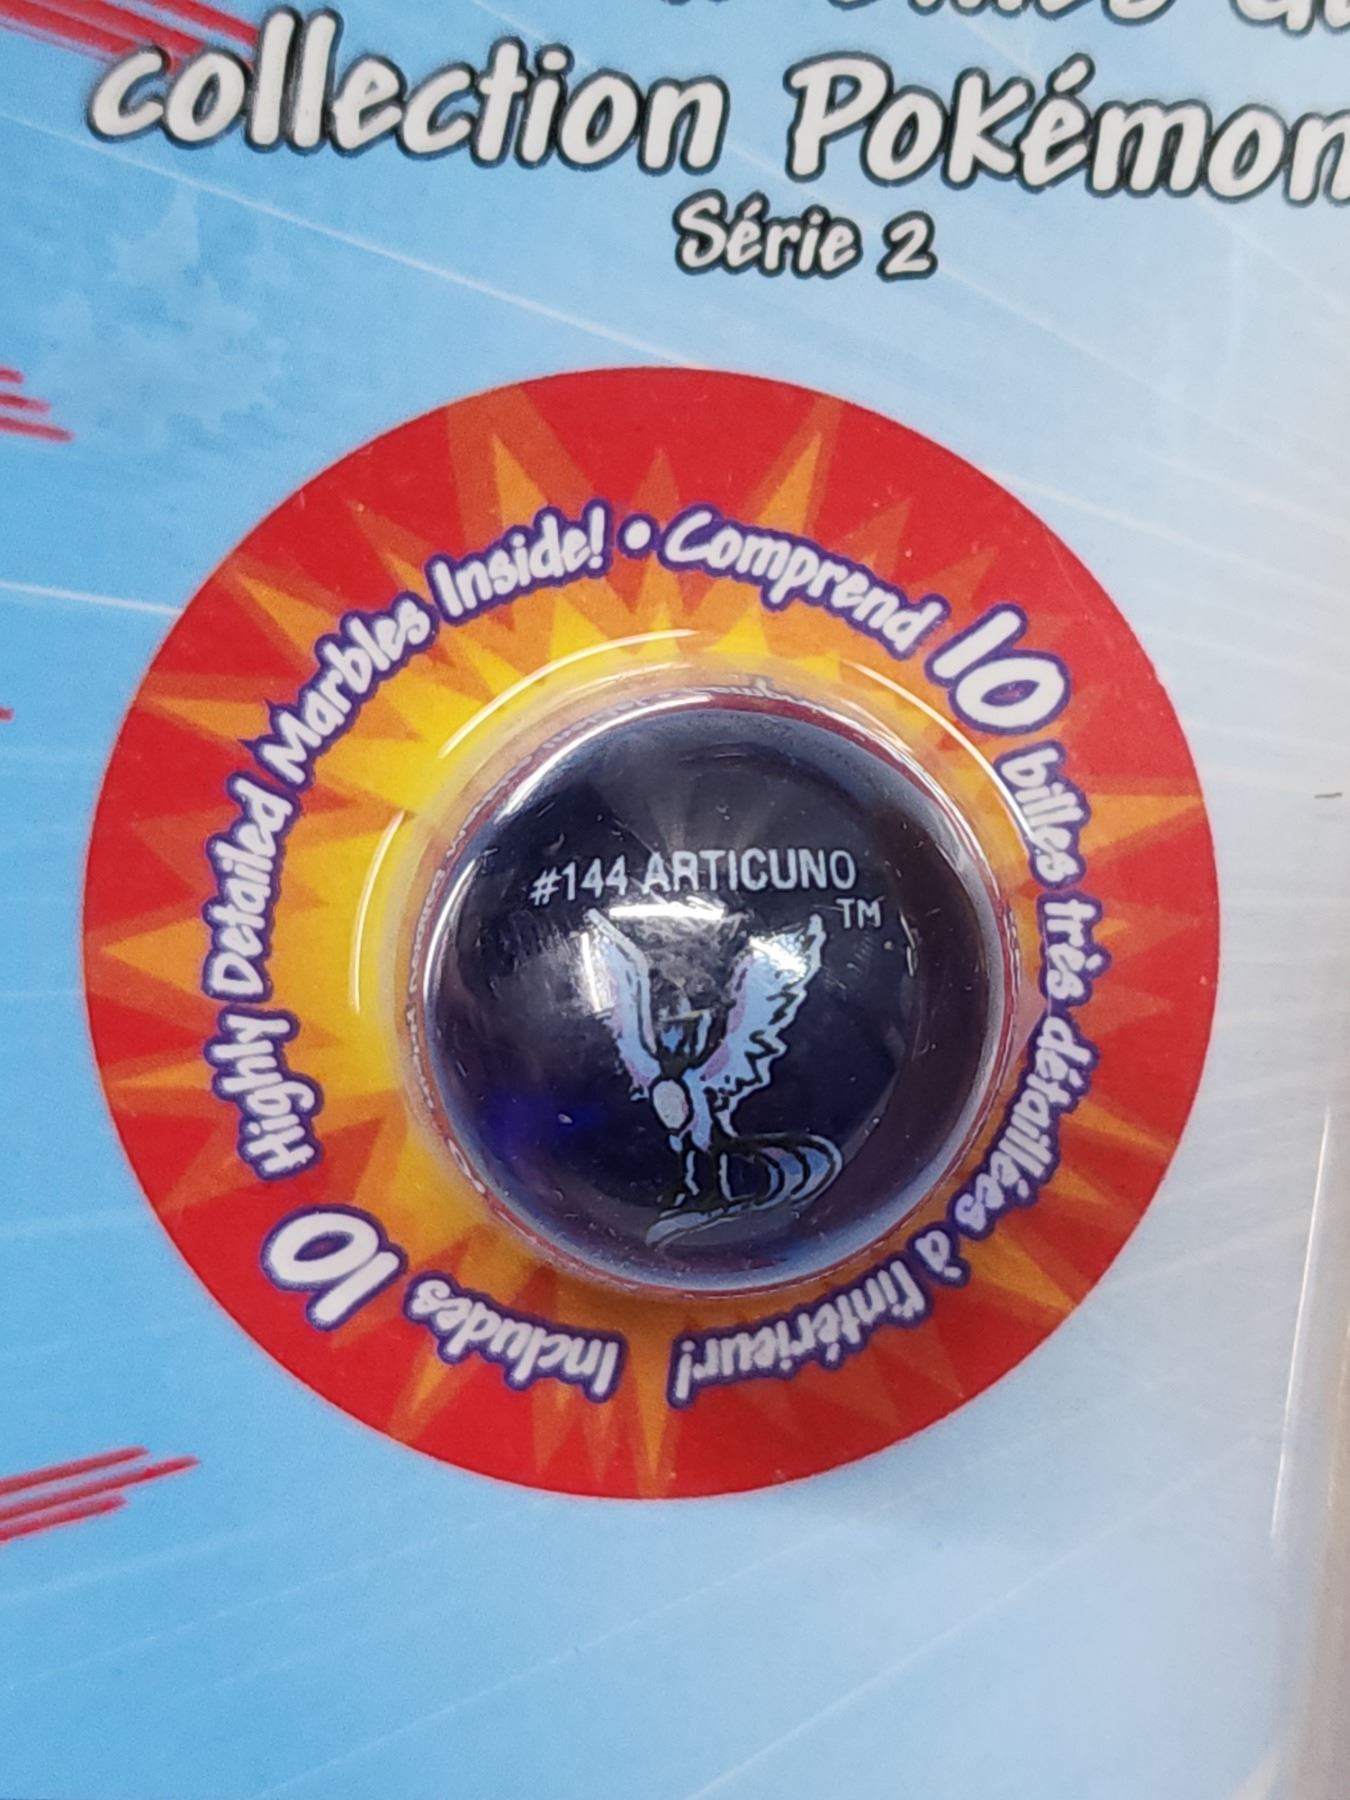 collection Pokémon
Série 2
Includes 10 Highly Detailed Marbles Inside! • Comprend 10 billes très détaillées à l'intérieur!
#144 ARTICUNO
TM